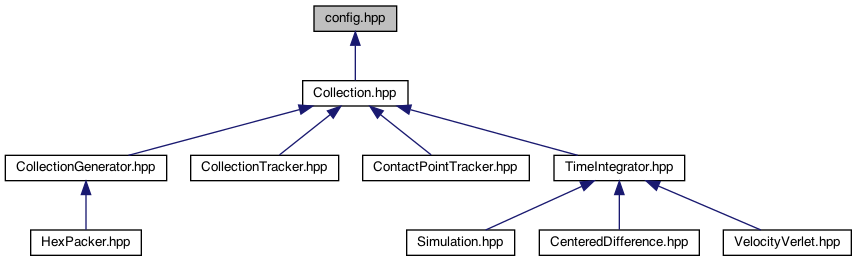 config.hpp
Collection.hpp
CollectionGenerator.hpp
CollectionTracker.hpp
ContactPointTracker.hpp
TimeIntegrator.hpp
HexPacker.hpp
Simulation.hpp
CenteredDifference.hpp
VelocityVerlet.hpp